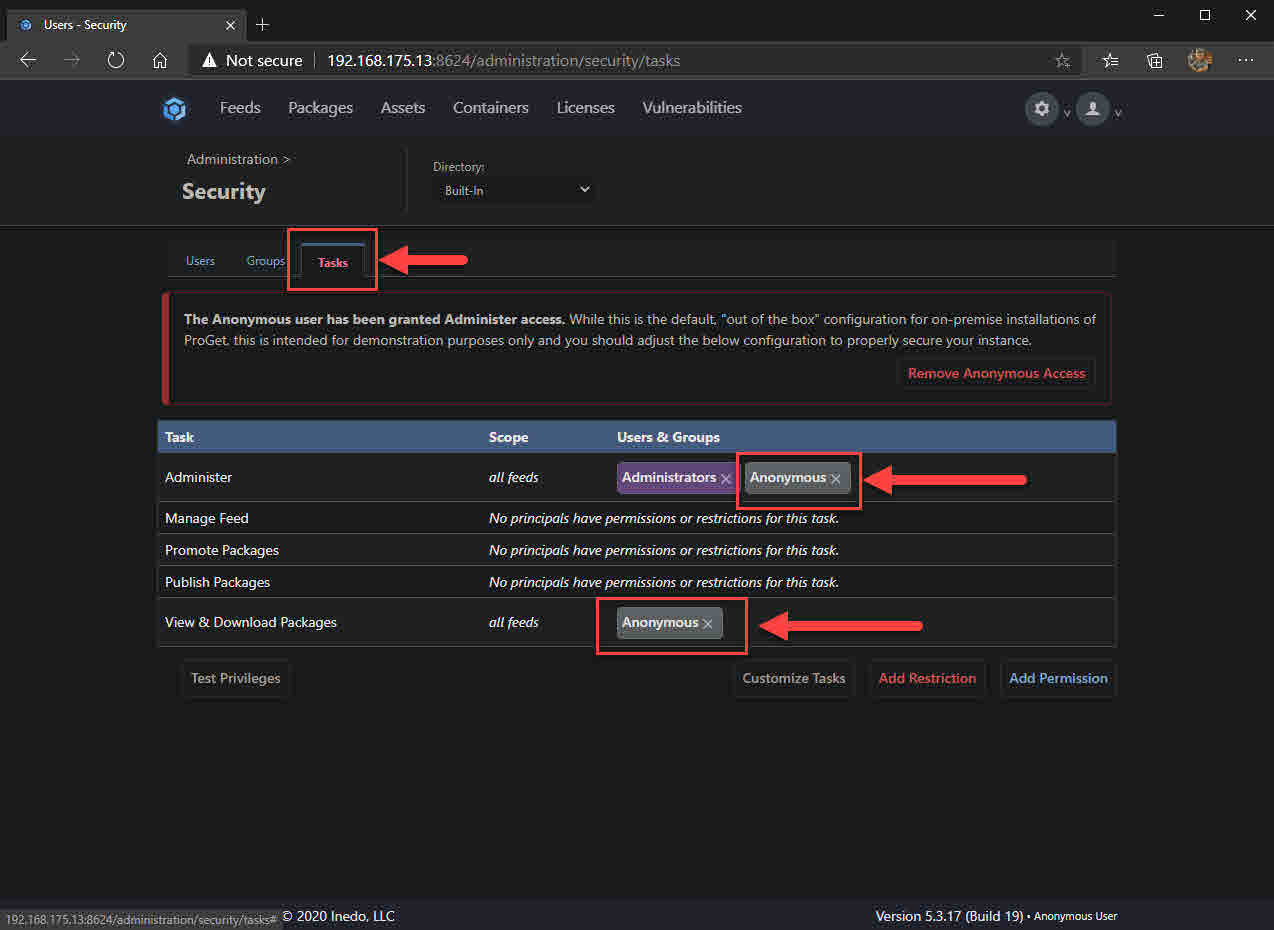 Users - Security
Not secure 192.168.175.13:8624/administration/security/tasks
Feeds Packages Assets Containers Licenses Vulnerabilities
Administration >
Security
Directory:
Built-In
Users Groups Tasks
The Anonymous user has been granted Administer access. While this is the default, "out of the box" configuration for on-premise installations of
ProGet, this is intended for demonstration purposes only and you should adjust the below configuration to properly secure your instance.
Remove Anonymous Access
Task Scope Users & Groups
Administer all feeds Administrators Anonymous
Manage Feed No principals have permissions or restrictions for this task.
Promote Packages No principals have permissions or restrictions for this task.
Publish Packages No principals have permissions or restrictions for this task.
View & Download Packages all feeds Anonymous
Test Privileges Customize Tasks Add Restriction Add Permission
192.168.175.13:8624/administration/security/tasks# © 2020 Inedo, LLC Version 5.3.17 (Build 19) • Anonymous User